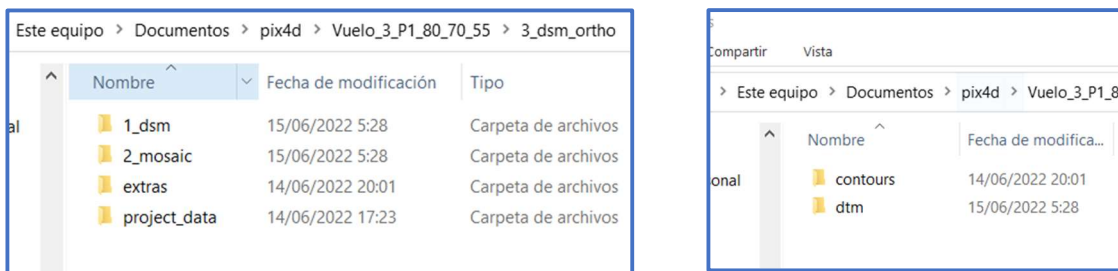 Este equipo > Documentos > pix4d > Vuelo_3_P1_80_70_55 > 3_dsm_ortho
Nombre Fecha de modificación Tipo
al
1_dsm 15/06/2022 5:28 Carpeta de archivos
2_mosaic 15/06/2022 5:28 Carpeta de archivos
extras 14/06/2022 20:01 Carpeta de archivos
project_data 14/06/2022 17:23 Carpeta de archivos
Compartir Vista
> Este equipo > Documentos > pix4d > Vuelo_3_P1_8
Nombre Fecha de modifica...
onal
contours 14/06/2022 20:01
dtm 15/06/2022 5:28